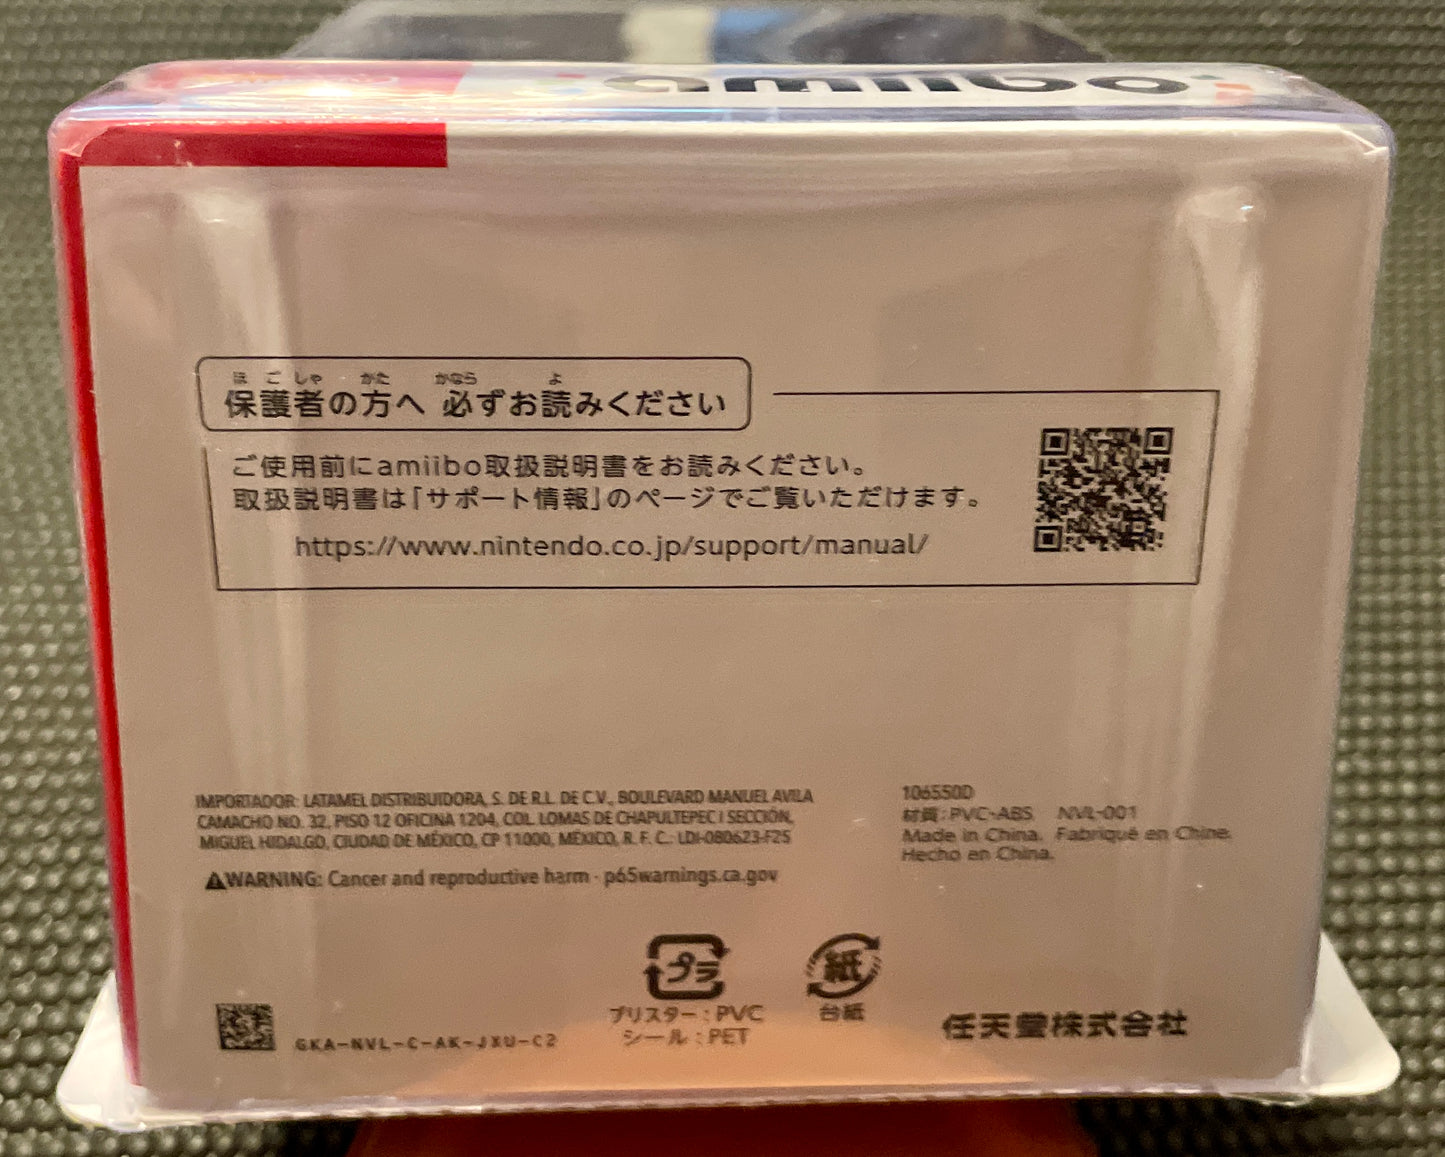 amiibo
ほごしゃ かた かなら よ
保護者の方へ 必ずお読みください
ご使用前にamiibo取扱説明書をお読みください。
取扱説明書は「サポート情報」のページでご覧いただけます。
https://www.nintendo.co.jp/support/manual/
IMPORTADOR: LATAMEL DISTRIBUIDORA, S. DE R.L. DE C.V., BOULEVARD MANUEL AVILA
CAMACHO NO. 32, PISO 12 OFICINA 1204, COL. LOMAS DE CHAPULTEPEC I SECCIÓN,
MIGUEL HIDALGO, CIUDAD DE MÉXICO, CP 11000, MÉXICO, R. F. C.: LDI-080623-F25
WARNING: Cancer and reproductive harm - p65warnings.ca.gov
106550D
材質：PVC・ABS NVL-001
Made in China. Fabriqué en Chine.
Hecho en China.
プラ
ブリスター：PVC
シール：PET
紙
台紙
GKA-NVL-C-AK-JXU-C2
任天堂株式会社